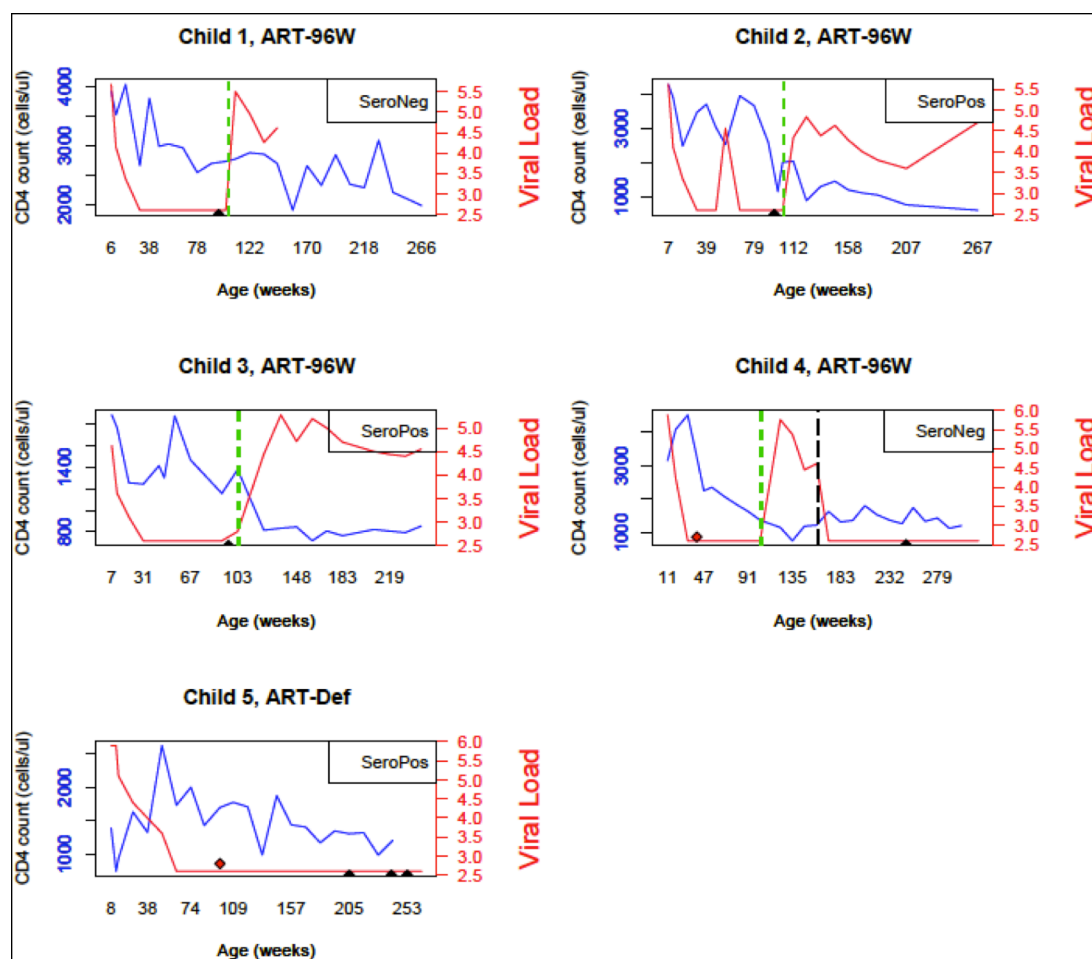 Child 1, ART-96W
CD4 count (cells/ul)
2000 3000 4000
SeroNeg
2.5 3.0 3.5 4.0 4.5 5.0 5.5
Viral Load
6 38 78 122 170 218 266
Age (weeks)
Child 2, ART-96W
CD4 count (cells/ul)
1000 3000
SeroPos
2.5 3.0 3.5 4.0 4.5 5.0 5.5
Viral Load
7 39 79 112 158 207 267
Age (weeks)
Child 3, ART-96W
CD4 count (cells/ul)
800 1400
SeroPos
2.5 3.0 3.5 4.0 4.5 5.0
Viral Load
7 31 67 103 148 183 219
Age (weeks)
Child 4, ART-96W
CD4 count (cells/ul)
1000 3000
SeroNeg
2.5 3.0 3.5 4.0 4.5 5.0 5.5 6.0
Viral Load
11 47 91 135 183 232 279
Age (weeks)
Child 5, ART-Def
CD4 count (cells/ul)
1000 2000
SeroPos
2.5 3.0 3.5 4.0 4.5 5.0 5.5 6.0
Viral Load
8 38 74 109 157 205 253
Age (weeks)